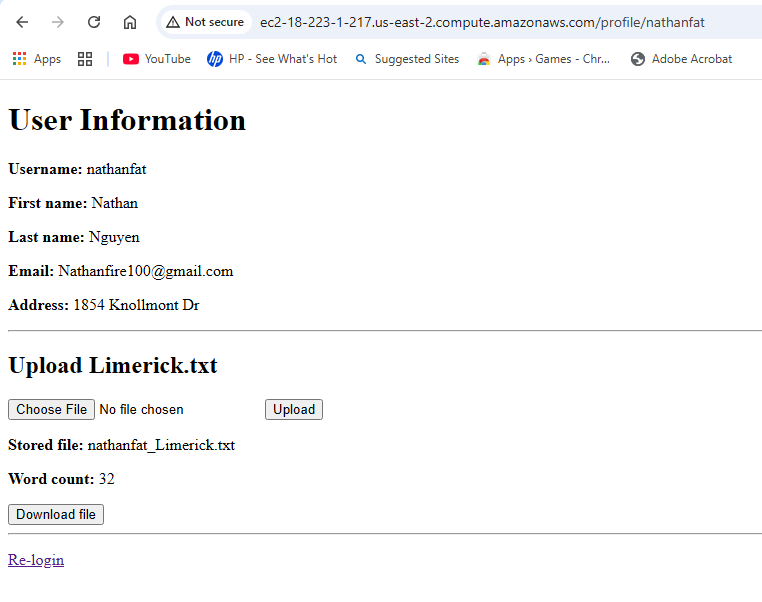 Not secure ec2-18-223-1-217.us-east-2.compute.amazonaws.com/profile/nathanfat
Apps YouTube HP - See What's Hot Suggested Sites Apps › Games - Chr... Adobe Acrobat
User Information
Username: nathanfat
First name: Nathan
Last name: Nguyen
Email: Nathanfire100@gmail.com
Address: 1854 Knollmont Dr
Upload Limerick.txt
Choose File No file chosen Upload
Stored file: nathanfat_Limerick.txt
Word count: 32
Download file
Re-login